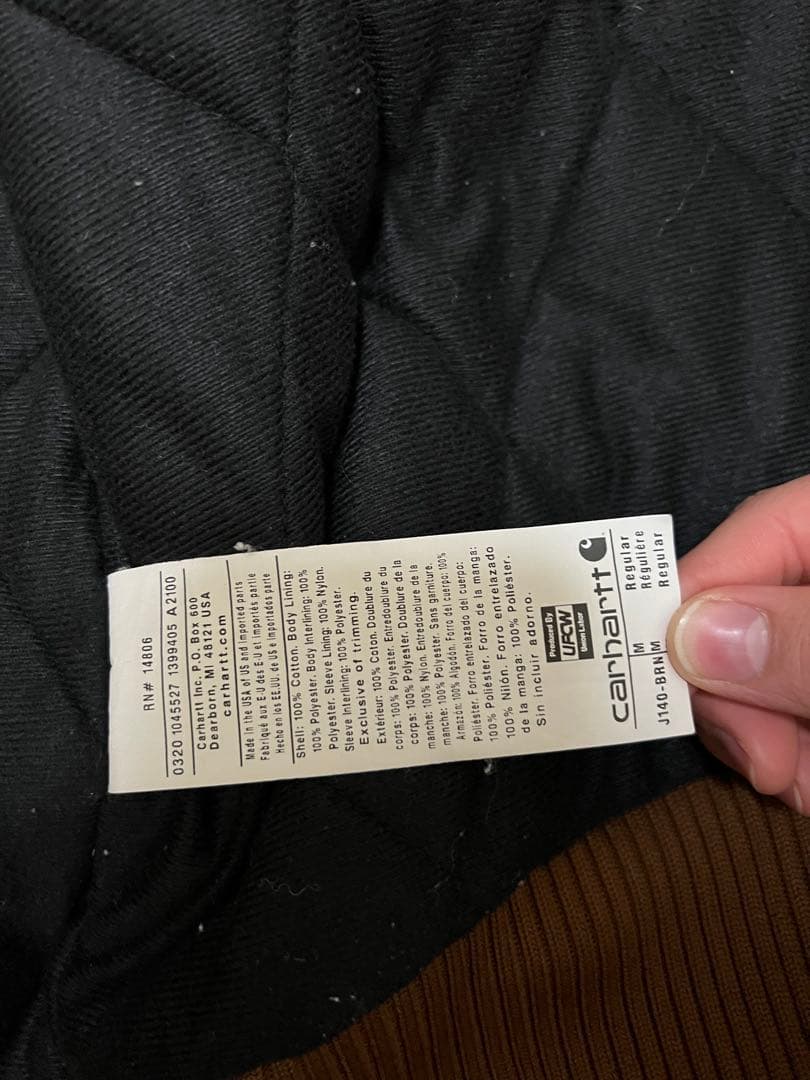 RN# 14806
0320 1045527 1399405 A2100
Carhartt Inc. P.O. Box 600
Dearborn, MI 48121 USA
carhartt.com
Made in the USA of US and imported parts
Fabriqué aux E-U des E-U et importés partie
Hecho en los EE.UU. de US e importados parte
Shell: 100% Cotton. Body Lining:
100% Polyester. Body Interlining: 100%
Polyester. Sleeve Lining: 100% Nylon.
Sleeve Interlining: 100% Polyester.
Exclusive of trimming.
Extérieur: 100% Coton. Doublure du
corps: 100% Polyester. Entredoublure du
corps: 100% Polyester. Doublure de la
manche: 100% Nylon. Entredoublure de la
manche: 100% Polyester. Sans garniture.
Armazón: 100% Algodón. Forro del cuerpo: 100%
Poliéster. Forro entrelazado del cuerpo:
100% Poliéster. Forro de la manga:
100% Nilón. Forro entrelazado
de la manga: 100% Poliéster.
Sin incluir adorno.
Produced By
UFCW
Union Labor
carhartt
M Regular
M Régulière
J140-BRN M Regular